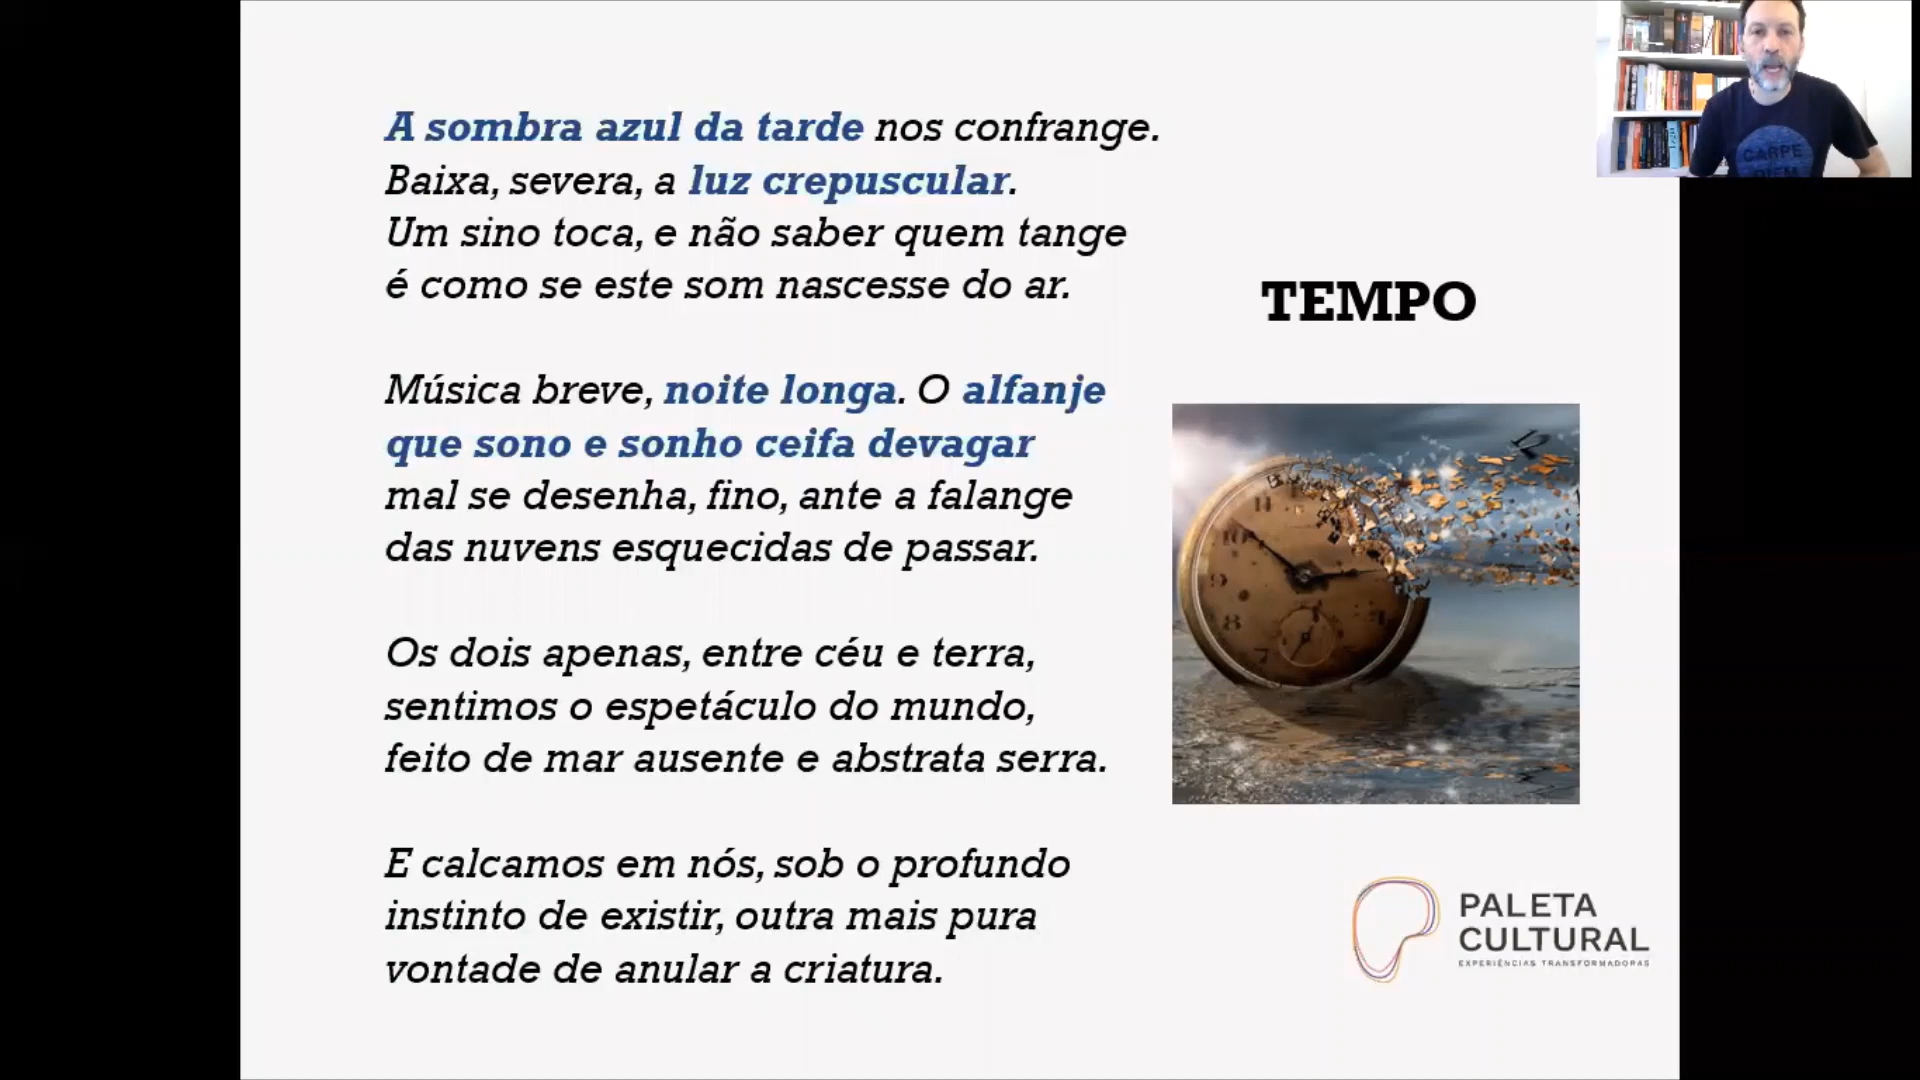 A sombra azul da tarde nos confrange.
Baixa, severa, a luz crepuscular.
Um sino toca, e não saber quem tange
é como se este som nascesse do ar.
Música breve, noite longa. O alfanje
que sono e sonho ceifa devagar
mal se desenha, fino, ante a falange
das nuvens esquecidas de passar.
Os dois apenas, entre céu e terra,
sentimos o espetáculo do mundo,
feito de mar ausente e abstrata serra.
E calcamos em nós, sob o profundo
instinto de existir, outra mais pura
vontade de anular a criatura.
TEMPO
PALETA
CULTURAL
EXPERIÊNCIAS TRANSFORMADORAS
CARPE
DIEM